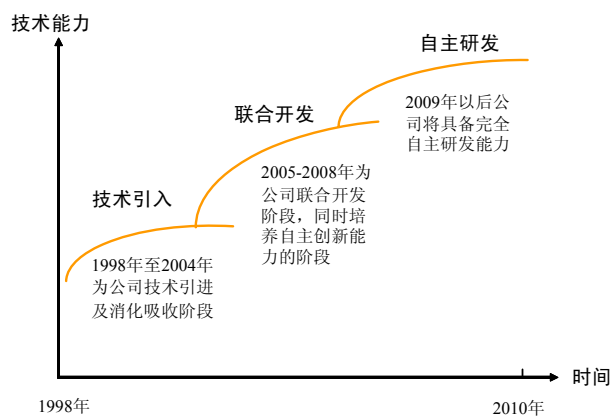 技术能力
自主研发
2009年以后公
司将具备完全
自主研发能力
联合开发
2005-2008年为
公司联合开发
阶段，同时培
养自主创新能
力的阶段
技术引入
1998年至2004年
为公司技术引进
及消化吸收阶段
时间
1998年
2010年